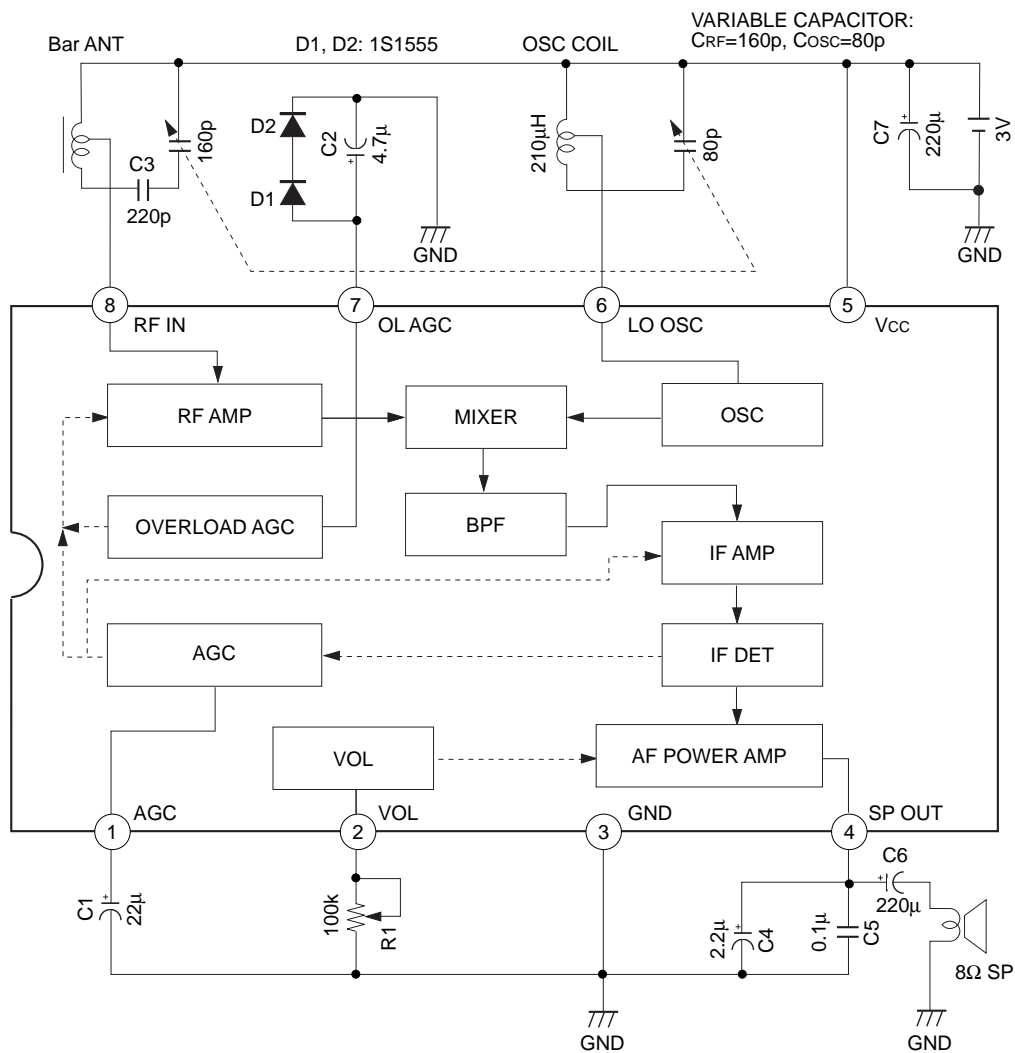 VARIABLE CAPACITOR:
CRF=160p, COSC=80p
Bar ANT
D1, D2: 1S1555
OSC COIL
D2
D1
C2
4.7µ
160p
C3
220p
210µH
80p
C7
220µ
3V
GND
GND
8
7
6
5
RF IN
OL AGC
LO OSC
VCC
RF AMP
MIXER
OSC
OVERLOAD AGC
BPF
IF AMP
AGC
IF DET
VOL
AF POWER AMP
AGC
VOL
GND
SP OUT
1
2
3
4
C1
22µ
100k
R1
2.2µ
C4
0.1µ
C5
C6
220µ
8Ω SP
GND
GND